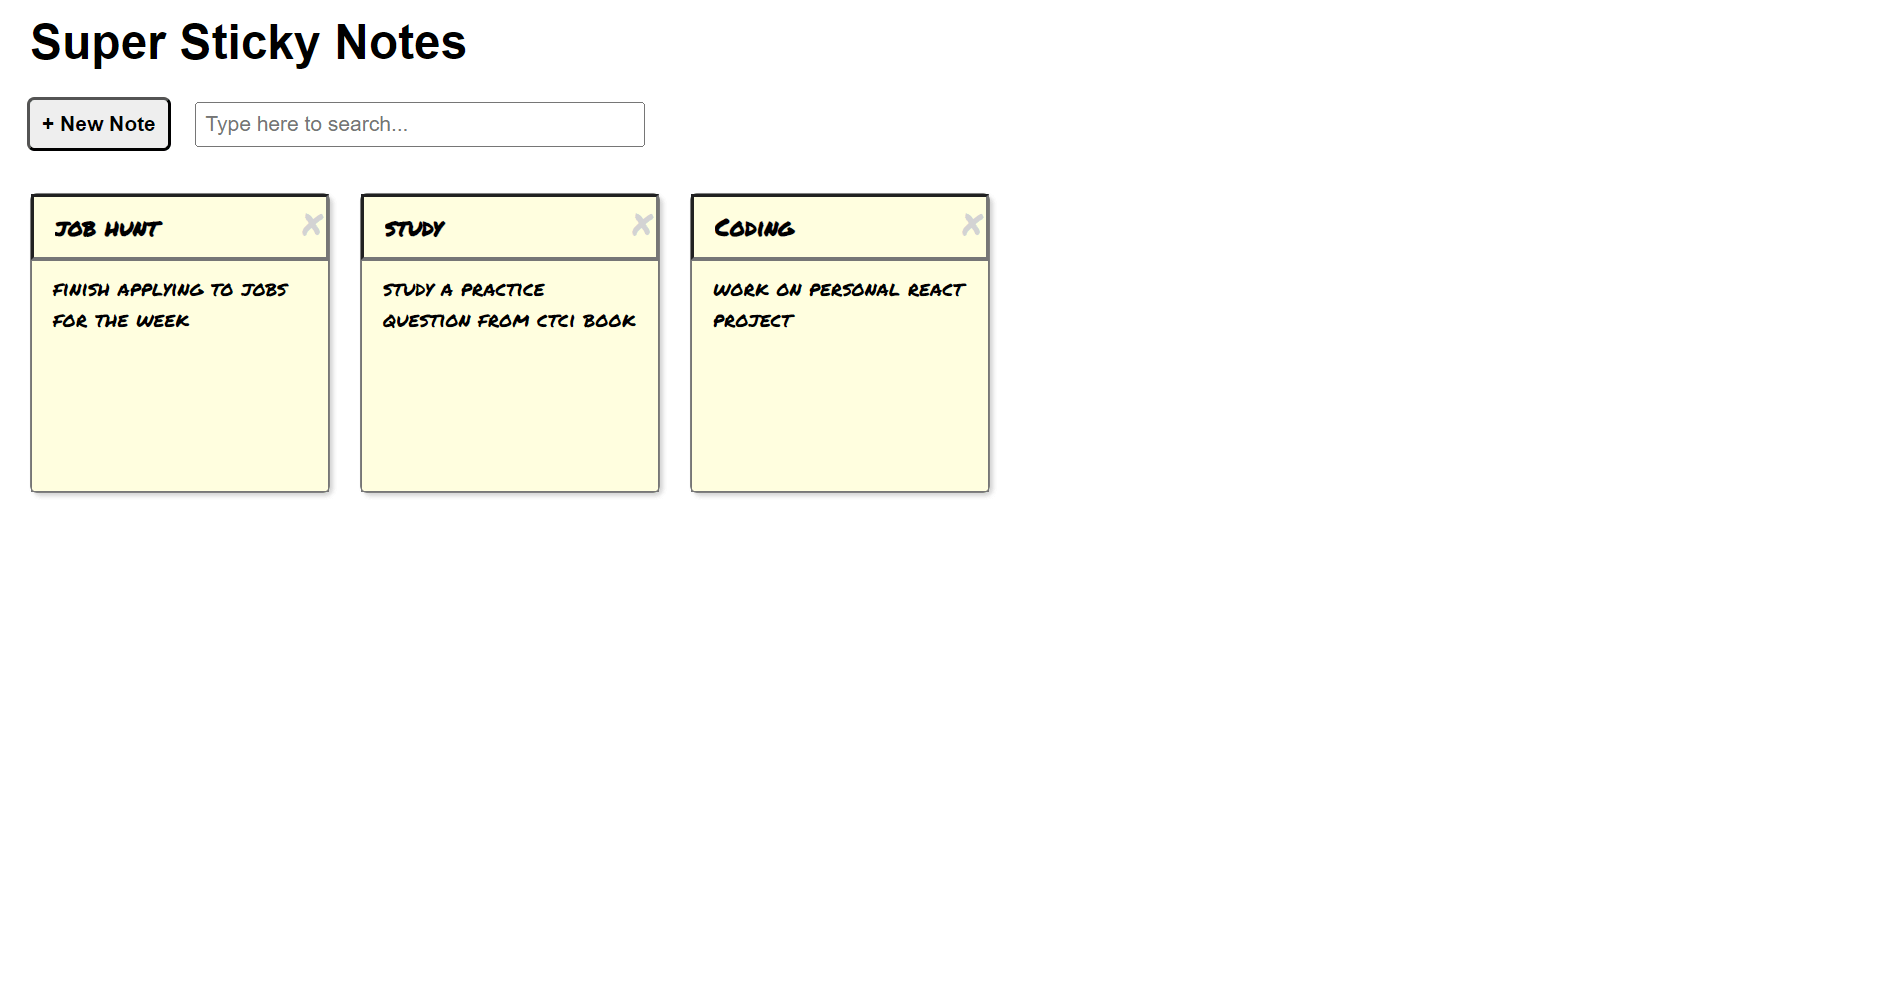 Super Sticky Notes
+ New Note
Type here to search...
JOB HUNT
STUDY
CODING
FINISH APPLYING TO JOBS
FOR THE WEEK
STUDY A PRACTICE
QUESTION FROM CTCI BOOK
WORK ON PERSONAL REACT
PROJECT